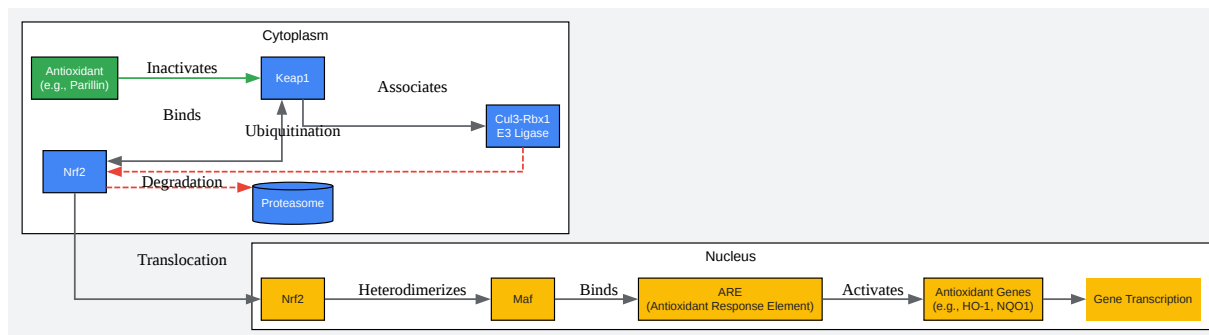 Cytoplasm
Antioxidant
(e.g., Parillin)
Inactivates
Keap1
Associates
Binds
Ubiquitination
Cul3-Rbx1
E3 Ligase
Nrf2
Degradation
Proteasome
Translocation
Nucleus
Nrf2
Heterodimerizes
Maf
Binds
ARE
(Antioxidant Response Element)
Activates
Antioxidant Genes
(e.g., HO-1, NQO1)
Gene Transcription